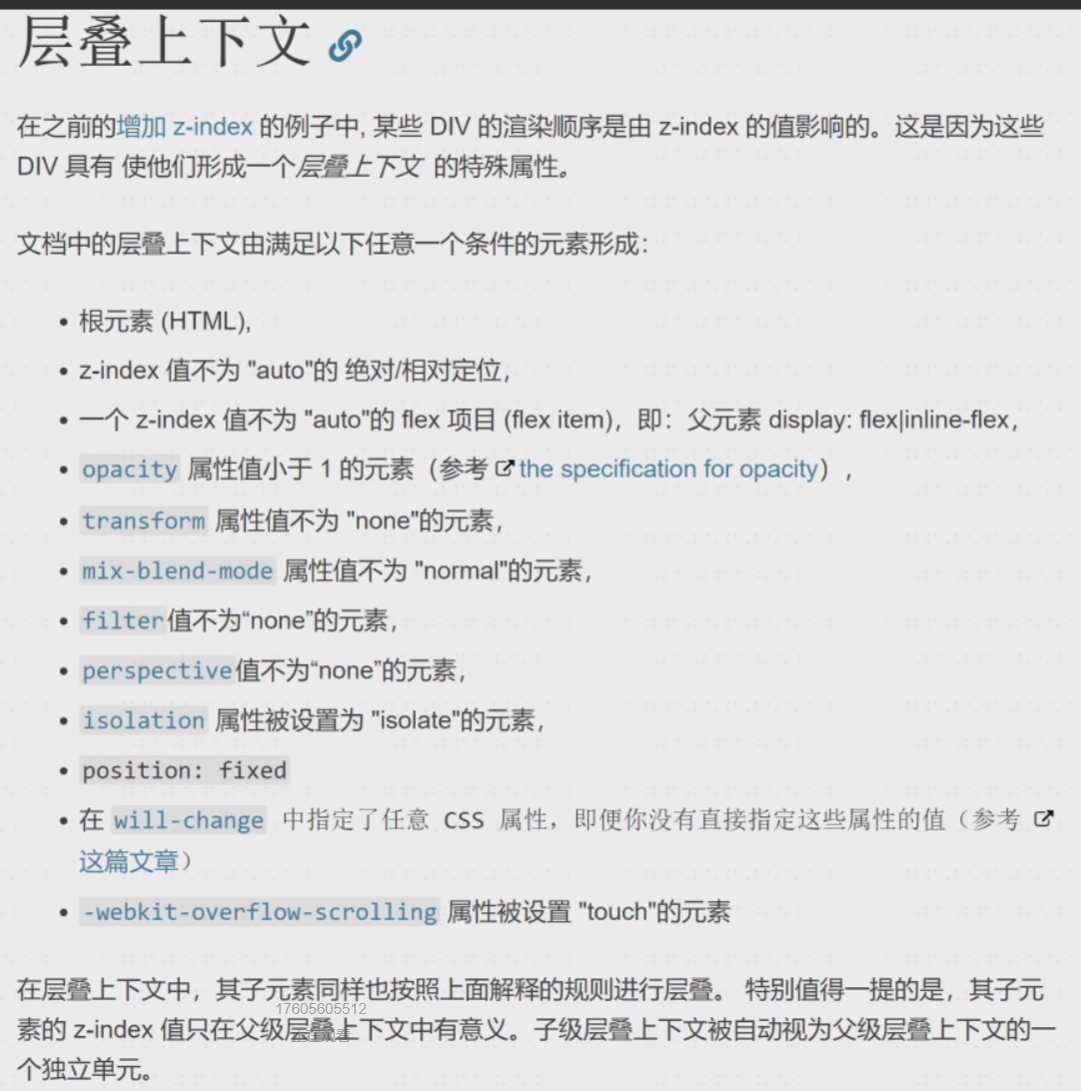 层叠上下文
在之前的增加 z-index 的例子中, 某些 DIV 的渲染顺序是由 z-index 的值影响的。这是因为这些
DIV 具有 使他们形成一个层叠上下文 的特殊属性。
文档中的层叠上下文由满足以下任意一个条件的元素形成：
• 根元素 (HTML),
• z-index 值不为 "auto"的 绝对/相对定位，
• 一个 z-index 值不为 "auto"的 flex 项目 (flex item)，即：父元素 display: flex|inline-flex，
• opacity 属性值小于 1 的元素（参考 the specification for opacity），
• transform 属性值不为 "none"的元素，
• mix-blend-mode 属性值不为 "normal"的元素，
• filter值不为“none”的元素，
• perspective值不为“none”的元素，
• isolation 属性被设置为 "isolate"的元素，
• position: fixed
• 在 will-change 中指定了任意 CSS 属性，即便你没有直接指定这些属性的值（参考
这篇文章）
• -webkit-overflow-scrolling 属性被设置 "touch"的元素
在层叠上下文中，其子元素同样也按照上面解释的规则进行层叠。 特别值得一提的是，其子元
17605605512
素的 z-index 值只在父级层叠上下文中有意义。子级层叠上下文被自动视为父级层叠上下文的一
个独立单元。